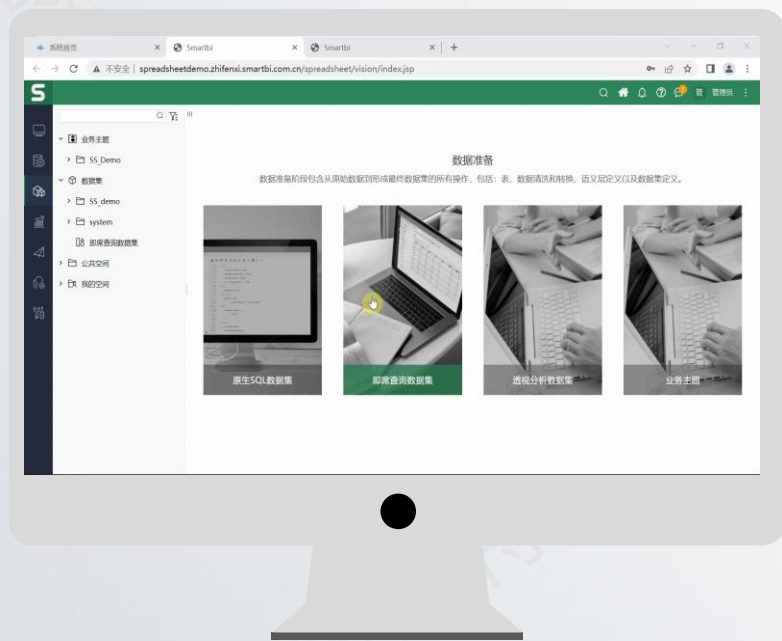 系统首页
Smartbi
Smartbi
不安全 | spreadsheetdemo.zhifenxi.smartbi.com.cn/spreadsheet/vision/index.jsp
S
管 管理员
业务主题
SS_Demo
数据集
SS_demo
system
即席查询数据集
公共空间
我的空间
数据准备
数据准备阶段包含从原始数据到形成最终数据集的所有操作，包括：表、数据清洗和转换、语义层定义以及数据集定义。
原生SQL数据集
即席查询数据集
透视分析数据集
业务主题